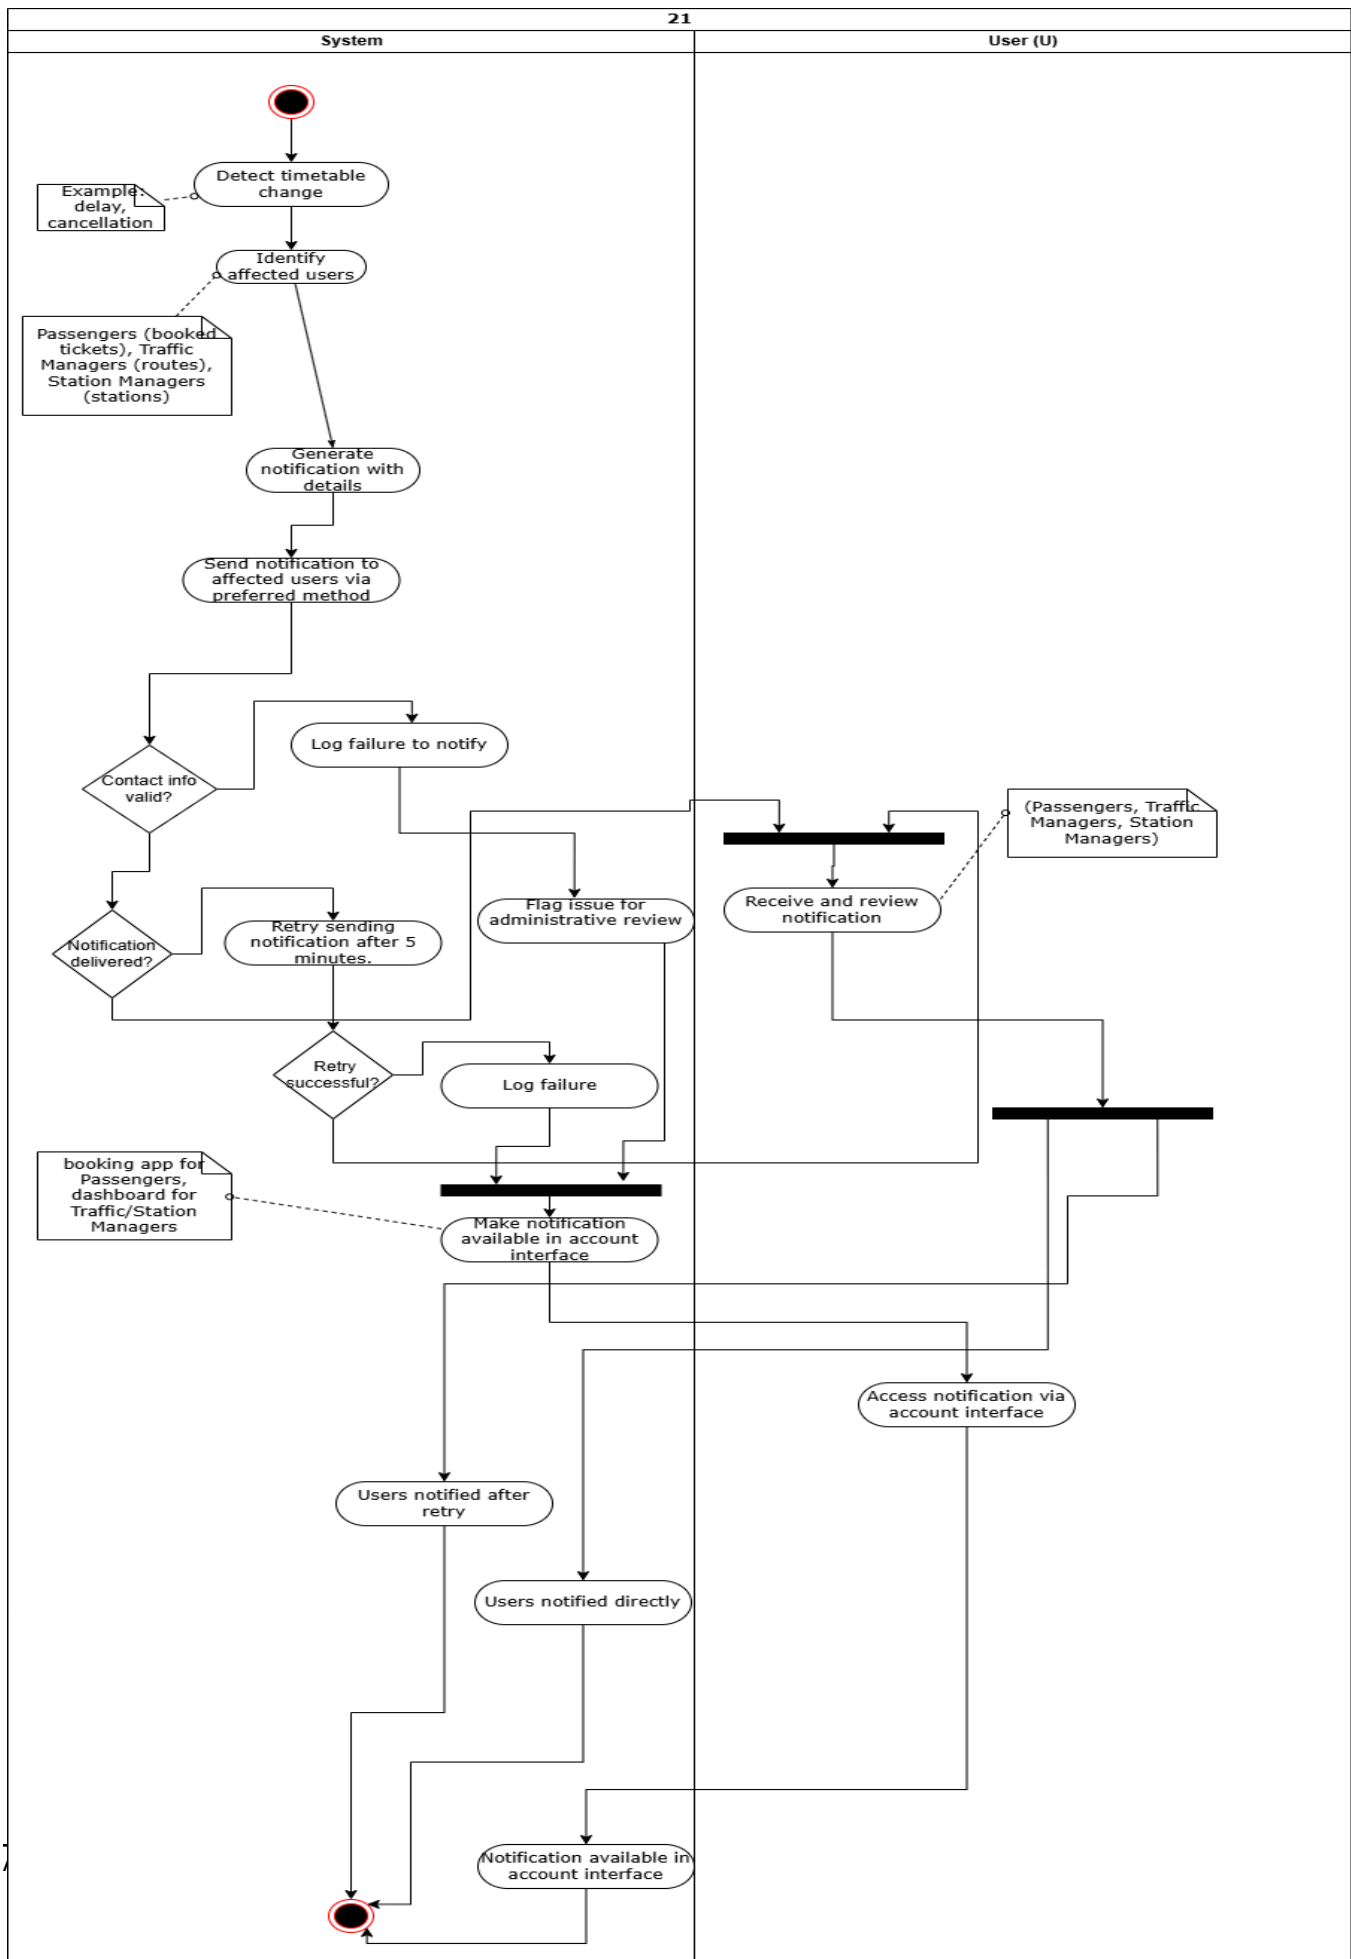 21
System
User (U)
Detect timetable
change
Example:
delay,
cancellation
Identify
affected users
Passengers (booked
tickets), Traffic
Managers (routes),
Station Managers
(stations)
Generate
notification with
details
Send notification to
affected users via
preferred method
Log failure to notify
Contact info
valid?
(Passengers, Traffic
Managers, Station
Managers)
Receive and review
notification
Flag issue for
administrative review
Retry sending
notification after 5
minutes.
Notification
delivered?
Retry
successful?
Log failure
booking app for
Passengers,
dashboard for
Traffic/Station
Managers
Make notification
available in account
interface
Access notification via
account interface
Users notified after
retry
Users notified directly
Notification available in
account interface